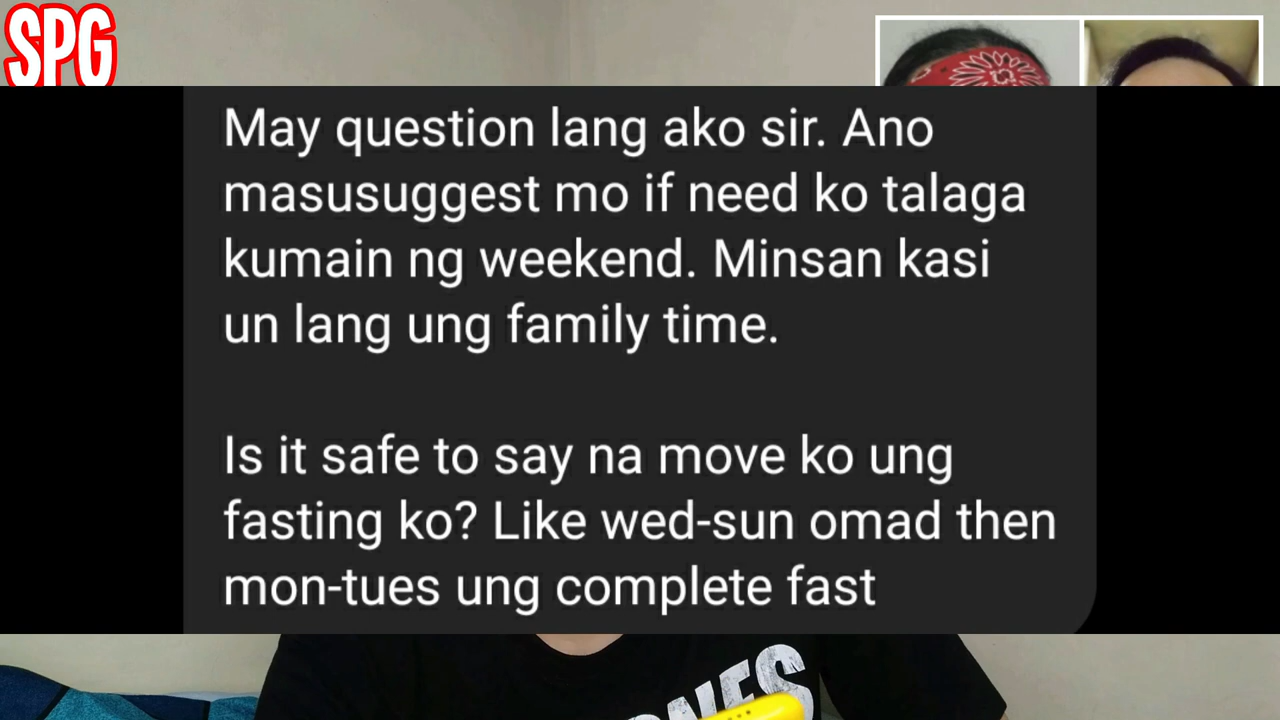 SPG
May question lang ako sir. Ano
masusuggest mo if need ko talaga
kumain ng weekend. Minsan kasi
un lang ung family time.
Is it safe to say na move ko ung
fasting ko? Like wed-sun omad then
mon-tues ung complete fast